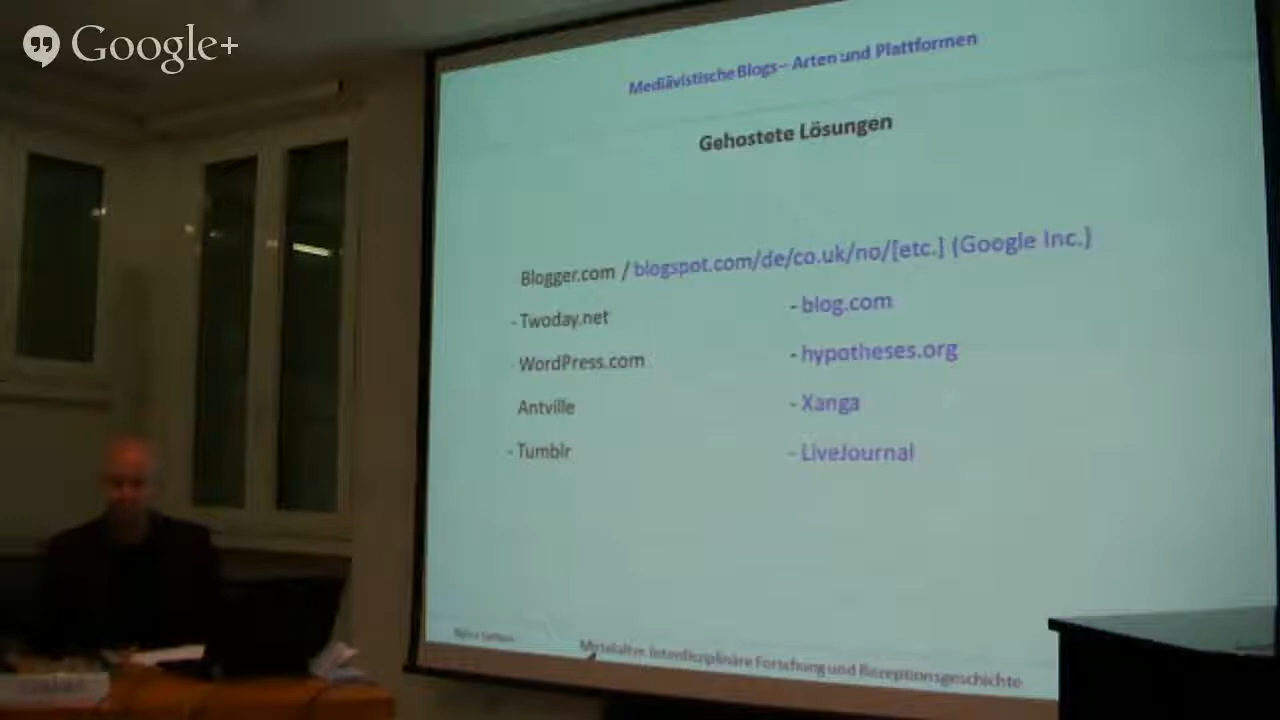 Google+
Mediävistische Blogs – Arten und Plattformen
Gehostete Lösungen
Blogger.com / blogspot.com/de/co.uk/no/[etc.] (Google Inc.)
- Twoday.net
- blog.com
WordPress.com
- hypotheses.org
Antville
- Xanga
- Tumblr
- LiveJournal
Mittelalter. Interdisziplinäre Forschung und Rezeptionsgeschichte